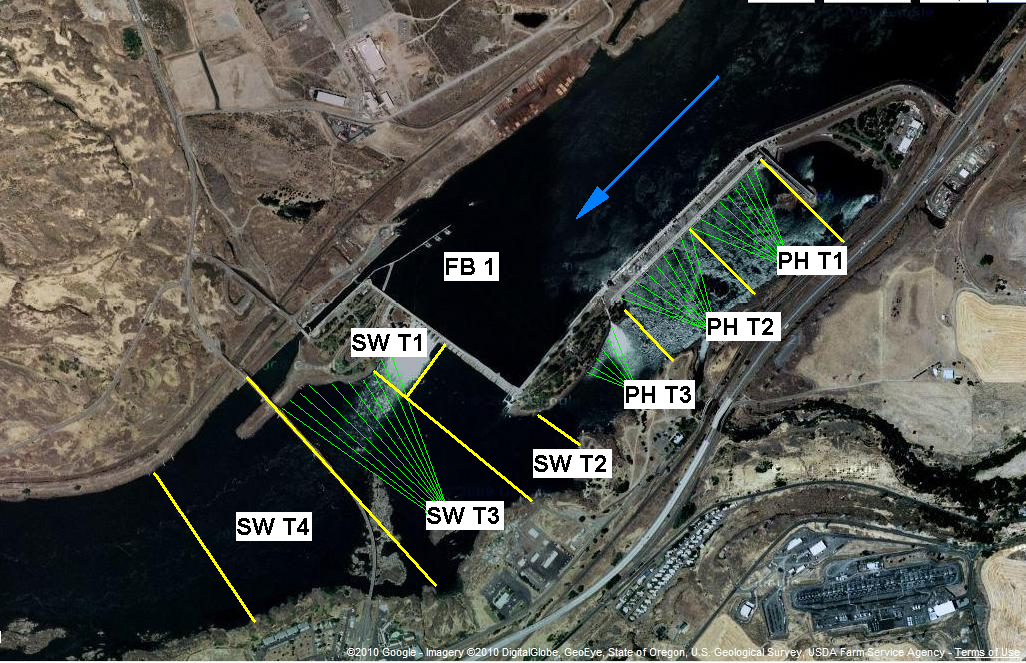 FB 1
PH T1
PH T2
SW T1
PH T3
SW T2
SW T3
SW T4
©2010 Google - Imagery ©2010 DigitalGlobe, GeoEye, State of Oregon, U.S. Geological Survey, USDA Farm Service Agency - Terms of Use